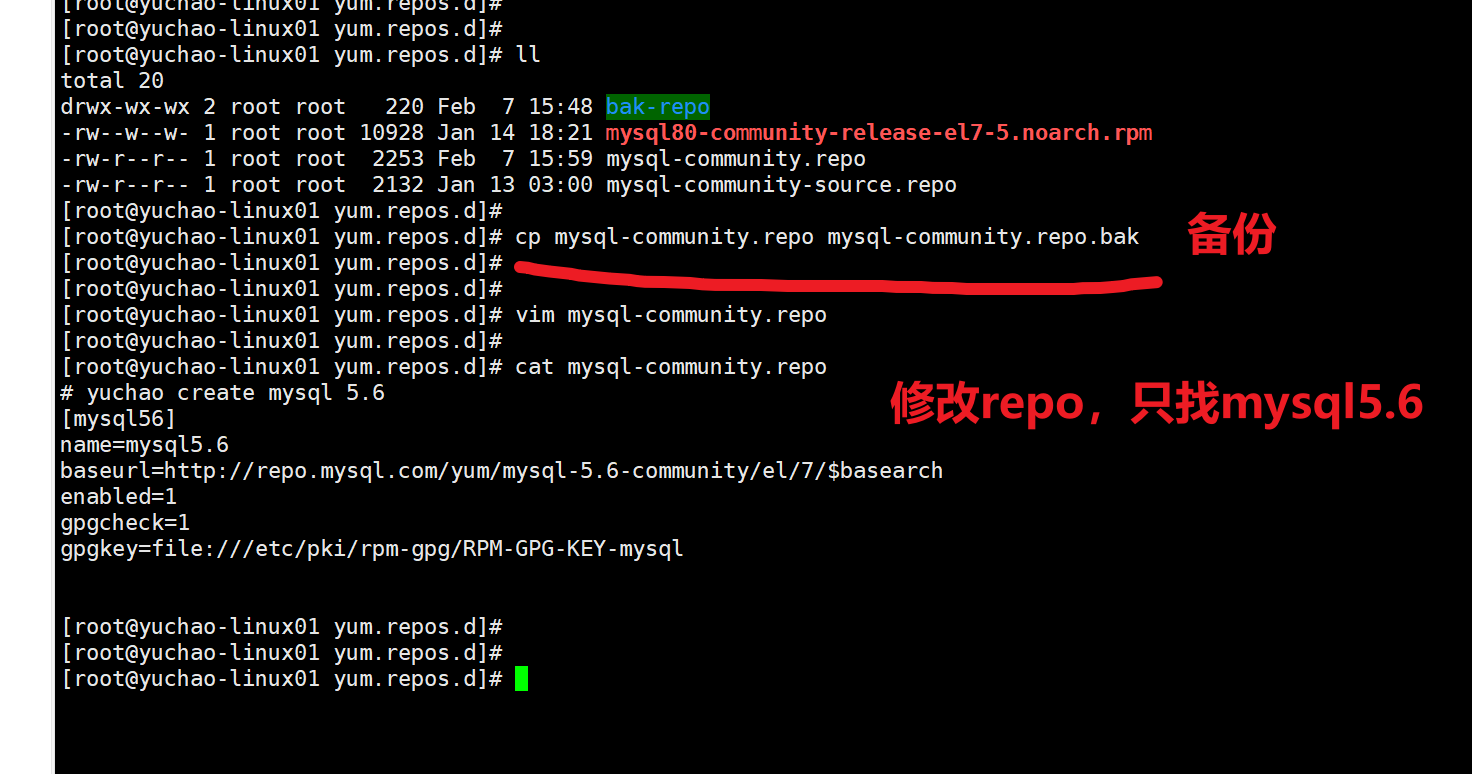 [root@yuchao-linux01 yum.repos.d]#
[root@yuchao-linux01 yum.repos.d]#
[root@yuchao-linux01 yum.repos.d]# ll
total 20
drwx-wx-wx 2 root root   220 Feb  7 15:48 bak-repo
-rw--w--w- 1 root root 10928 Jan 14 18:21 mysql80-community-release-el7-5.noarch.rpm
-rw-r--r-- 1 root root  2253 Feb  7 15:59 mysql-community.repo
-rw-r--r-- 1 root root  2132 Jan 13 03:00 mysql-community-source.repo
[root@yuchao-linux01 yum.repos.d]#
[root@yuchao-linux01 yum.repos.d]# cp mysql-community.repo mysql-community.repo.bak
备份
[root@yuchao-linux01 yum.repos.d]#
[root@yuchao-linux01 yum.repos.d]#
[root@yuchao-linux01 yum.repos.d]# vim mysql-community.repo
[root@yuchao-linux01 yum.repos.d]#
[root@yuchao-linux01 yum.repos.d]# cat mysql-community.repo
# yuchao create mysql 5.6
修改repo，只找mysql5.6
[mysql56]
name=mysql5.6
baseurl=http://repo.mysql.com/yum/mysql-5.6-community/el/7/$basearch
enabled=1
gpgcheck=1
gpgkey=file:///etc/pki/rpm-gpg/RPM-GPG-KEY-mysql
[root@yuchao-linux01 yum.repos.d]#
[root@yuchao-linux01 yum.repos.d]#
[root@yuchao-linux01 yum.repos.d]#